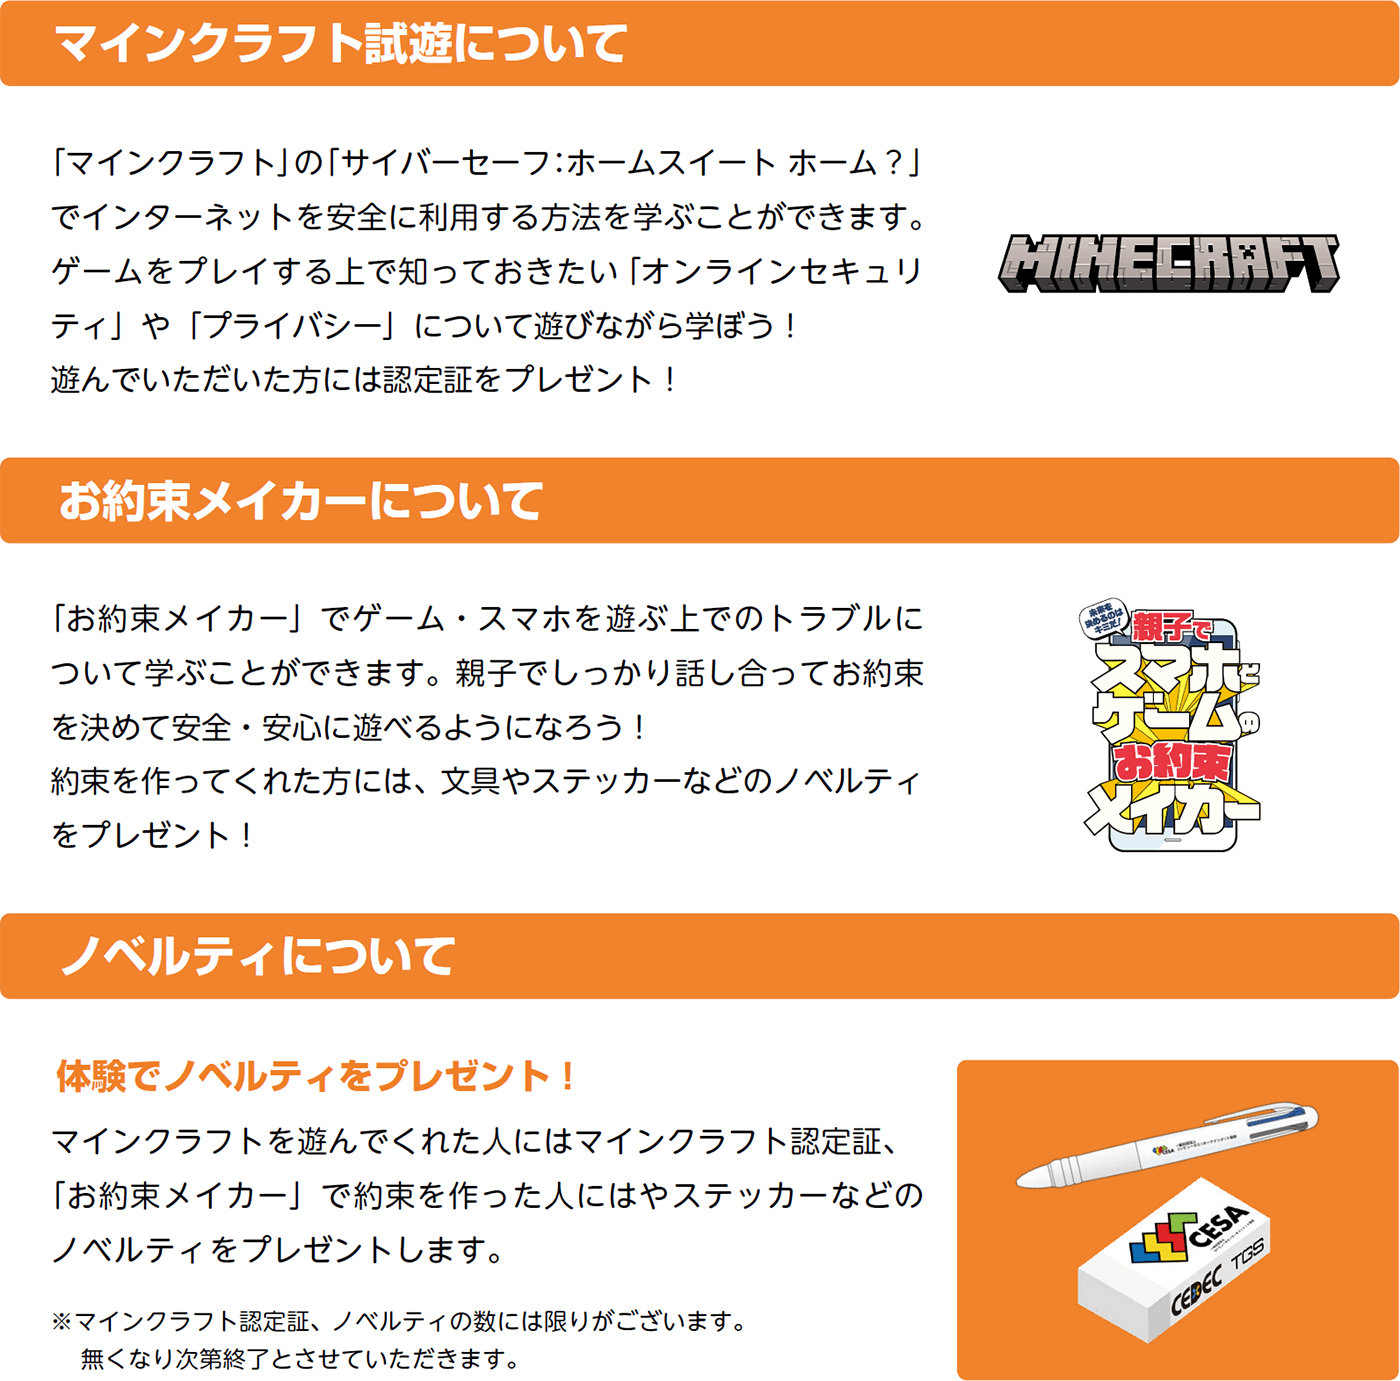 マインクラフト試遊について
「マインクラフト」の「サイバーセーフ：ホームスイート ホーム？」
でインターネットを安全に利用する方法を学ぶことができます。
ゲームをプレイする上で知っておきたい「オンラインセキュリ
ティ」や「プライバシー」について遊びながら学ぼう！
遊んでいただいた方には認定証をプレゼント！
MINECRAFT
お約束メイカーについて
「お約束メイカー」でゲーム・スマホを遊ぶ上でのトラブルに
ついて学ぶことができます。親子でしっかり話し合ってお約束
を決めて安全・安心に遊べるようになろう！
約束を作ってくれた方には、文具やステッカーなどのノベルティ
をプレゼント！
未来を
決めるのは
キミだ！
親子で
スマホと
ゲームの
お約束
メイカー
ノベルティについて
体験でノベルティをプレゼント！
マインクラフトを遊んでくれた人にはマインクラフト認定証、
「お約束メイカー」で約束を作った人にはやステッカーなどの
ノベルティをプレゼントします。
※マインクラフト認定証、ノベルティの数には限りがございます。
無くなり次第終了とさせていただきます。
CESA
CESA
CEDEC TGS